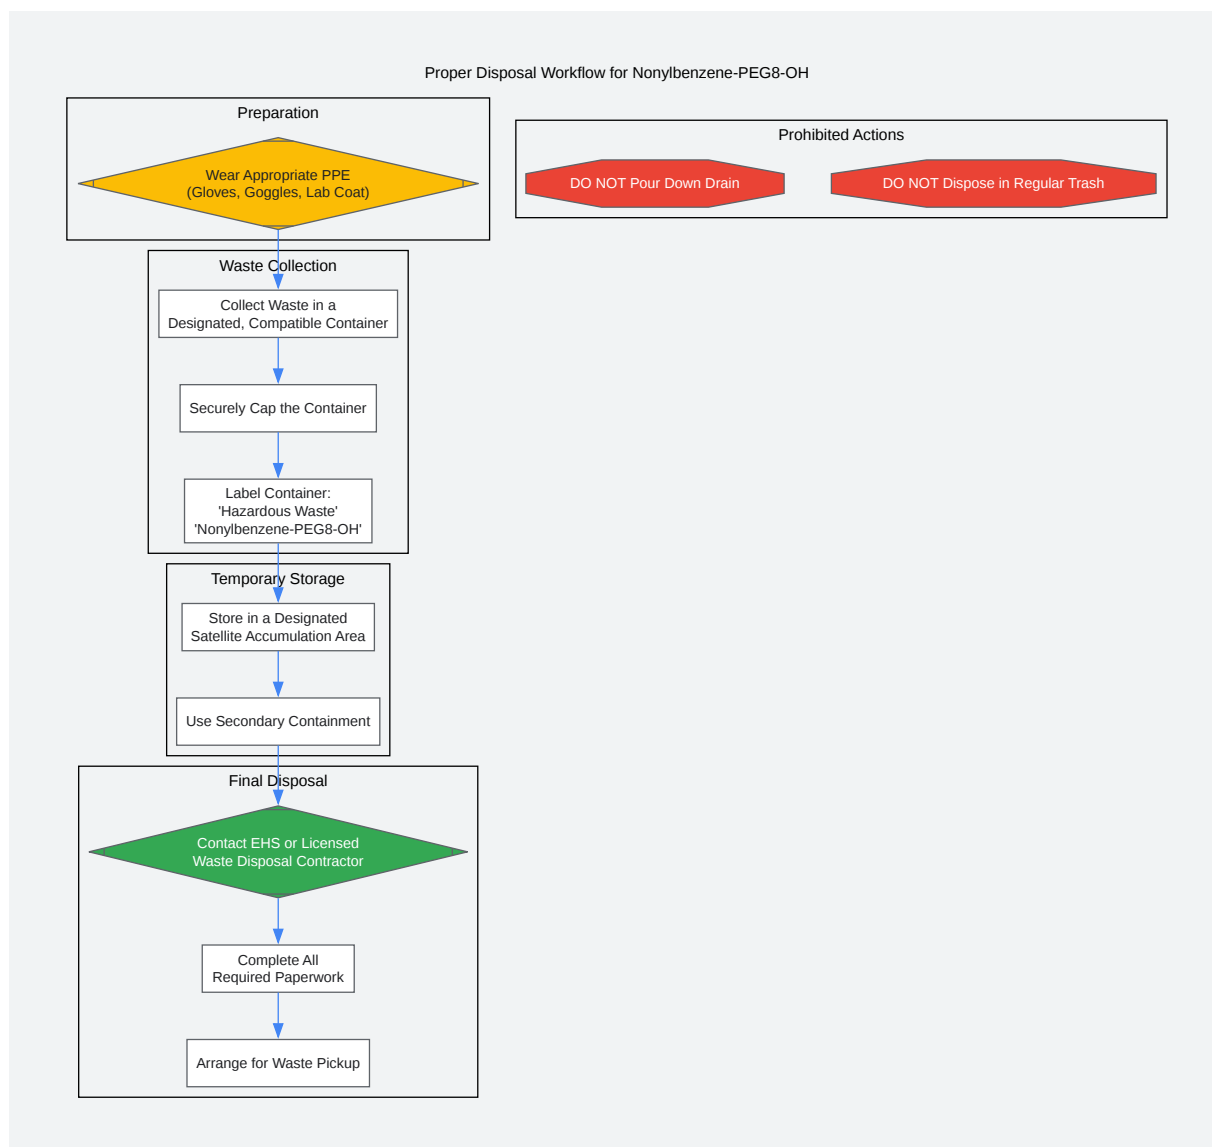 Proper Disposal Workflow for Nonylbenzene-PEG8-OH
Preparation
Wear Appropriate PPE
(Gloves, Goggles, Lab Coat)
Prohibited Actions
DO NOT Pour Down Drain
DO NOT Dispose in Regular Trash
Waste Collection
Collect Waste in a
Designated, Compatible Container
Securely Cap the Container
Label Container:
'Hazardous Waste'
'Nonylbenzene-PEG8-OH'
Temporary Storage
Store in a Designated
Satellite Accumulation Area
Use Secondary Containment
Final Disposal
Contact EHS or Licensed
Waste Disposal Contractor
Complete All
Required Paperwork
Arrange for Waste Pickup